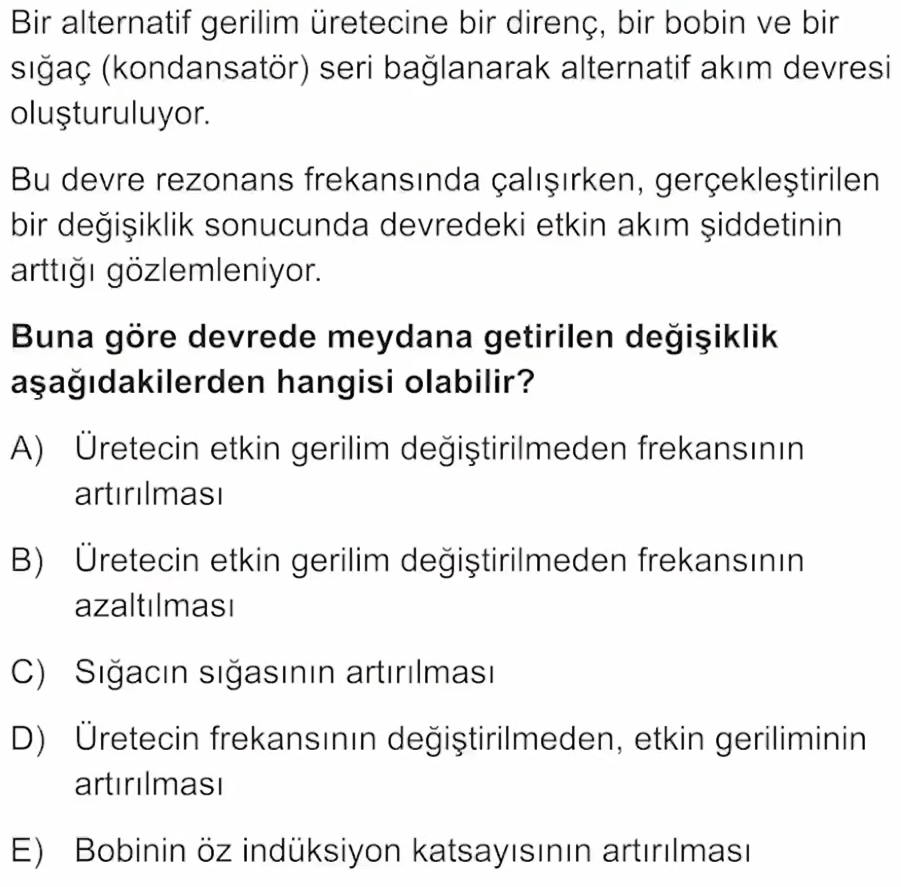 Bir alternatif gerilim üretecine bir direnç, bir bobin ve bir
sığaç (kondansatör) seri bağlanarak alternatif akım devresi
oluşturuluyor.
Bu devre rezonans frekansında çalışırken, gerçekleştirilen
bir değişiklik sonucunda devredeki etkin akım şiddetinin
arttığı gözlemleniyor.
Buna göre devrede meydana getirilen değişiklik
aşağıdakilerden hangisi olabilir?
A) Üretecin etkin gerilim değiştirilmeden frekansının
artırılması
B) Üretecin etkin gerilim değiştirilmeden frekansının
azaltılması
C) Sığacın sığasının artırılması
D) Üretecin frekansının değiştirilmeden, etkin geriliminin
artırılması
E) Bobinin öz indüksiyon katsayısının artırılması